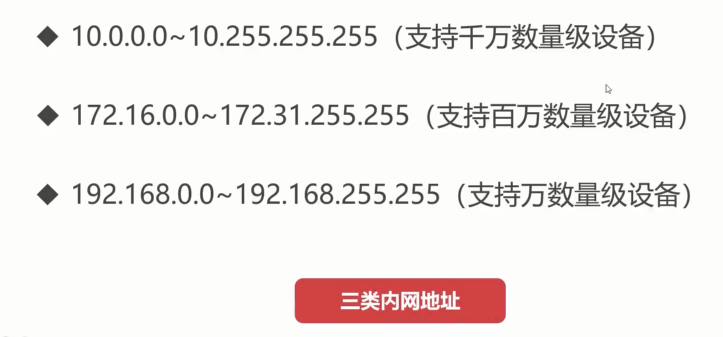 ◆ 10.0.0.0~10.255.255.255（支持千万数量级设备）
◆ 172.16.0.0~172.31.255.255（支持百万数量级设备）
◆ 192.168.0.0~192.168.255.255（支持万数量级设备）
三类内网地址